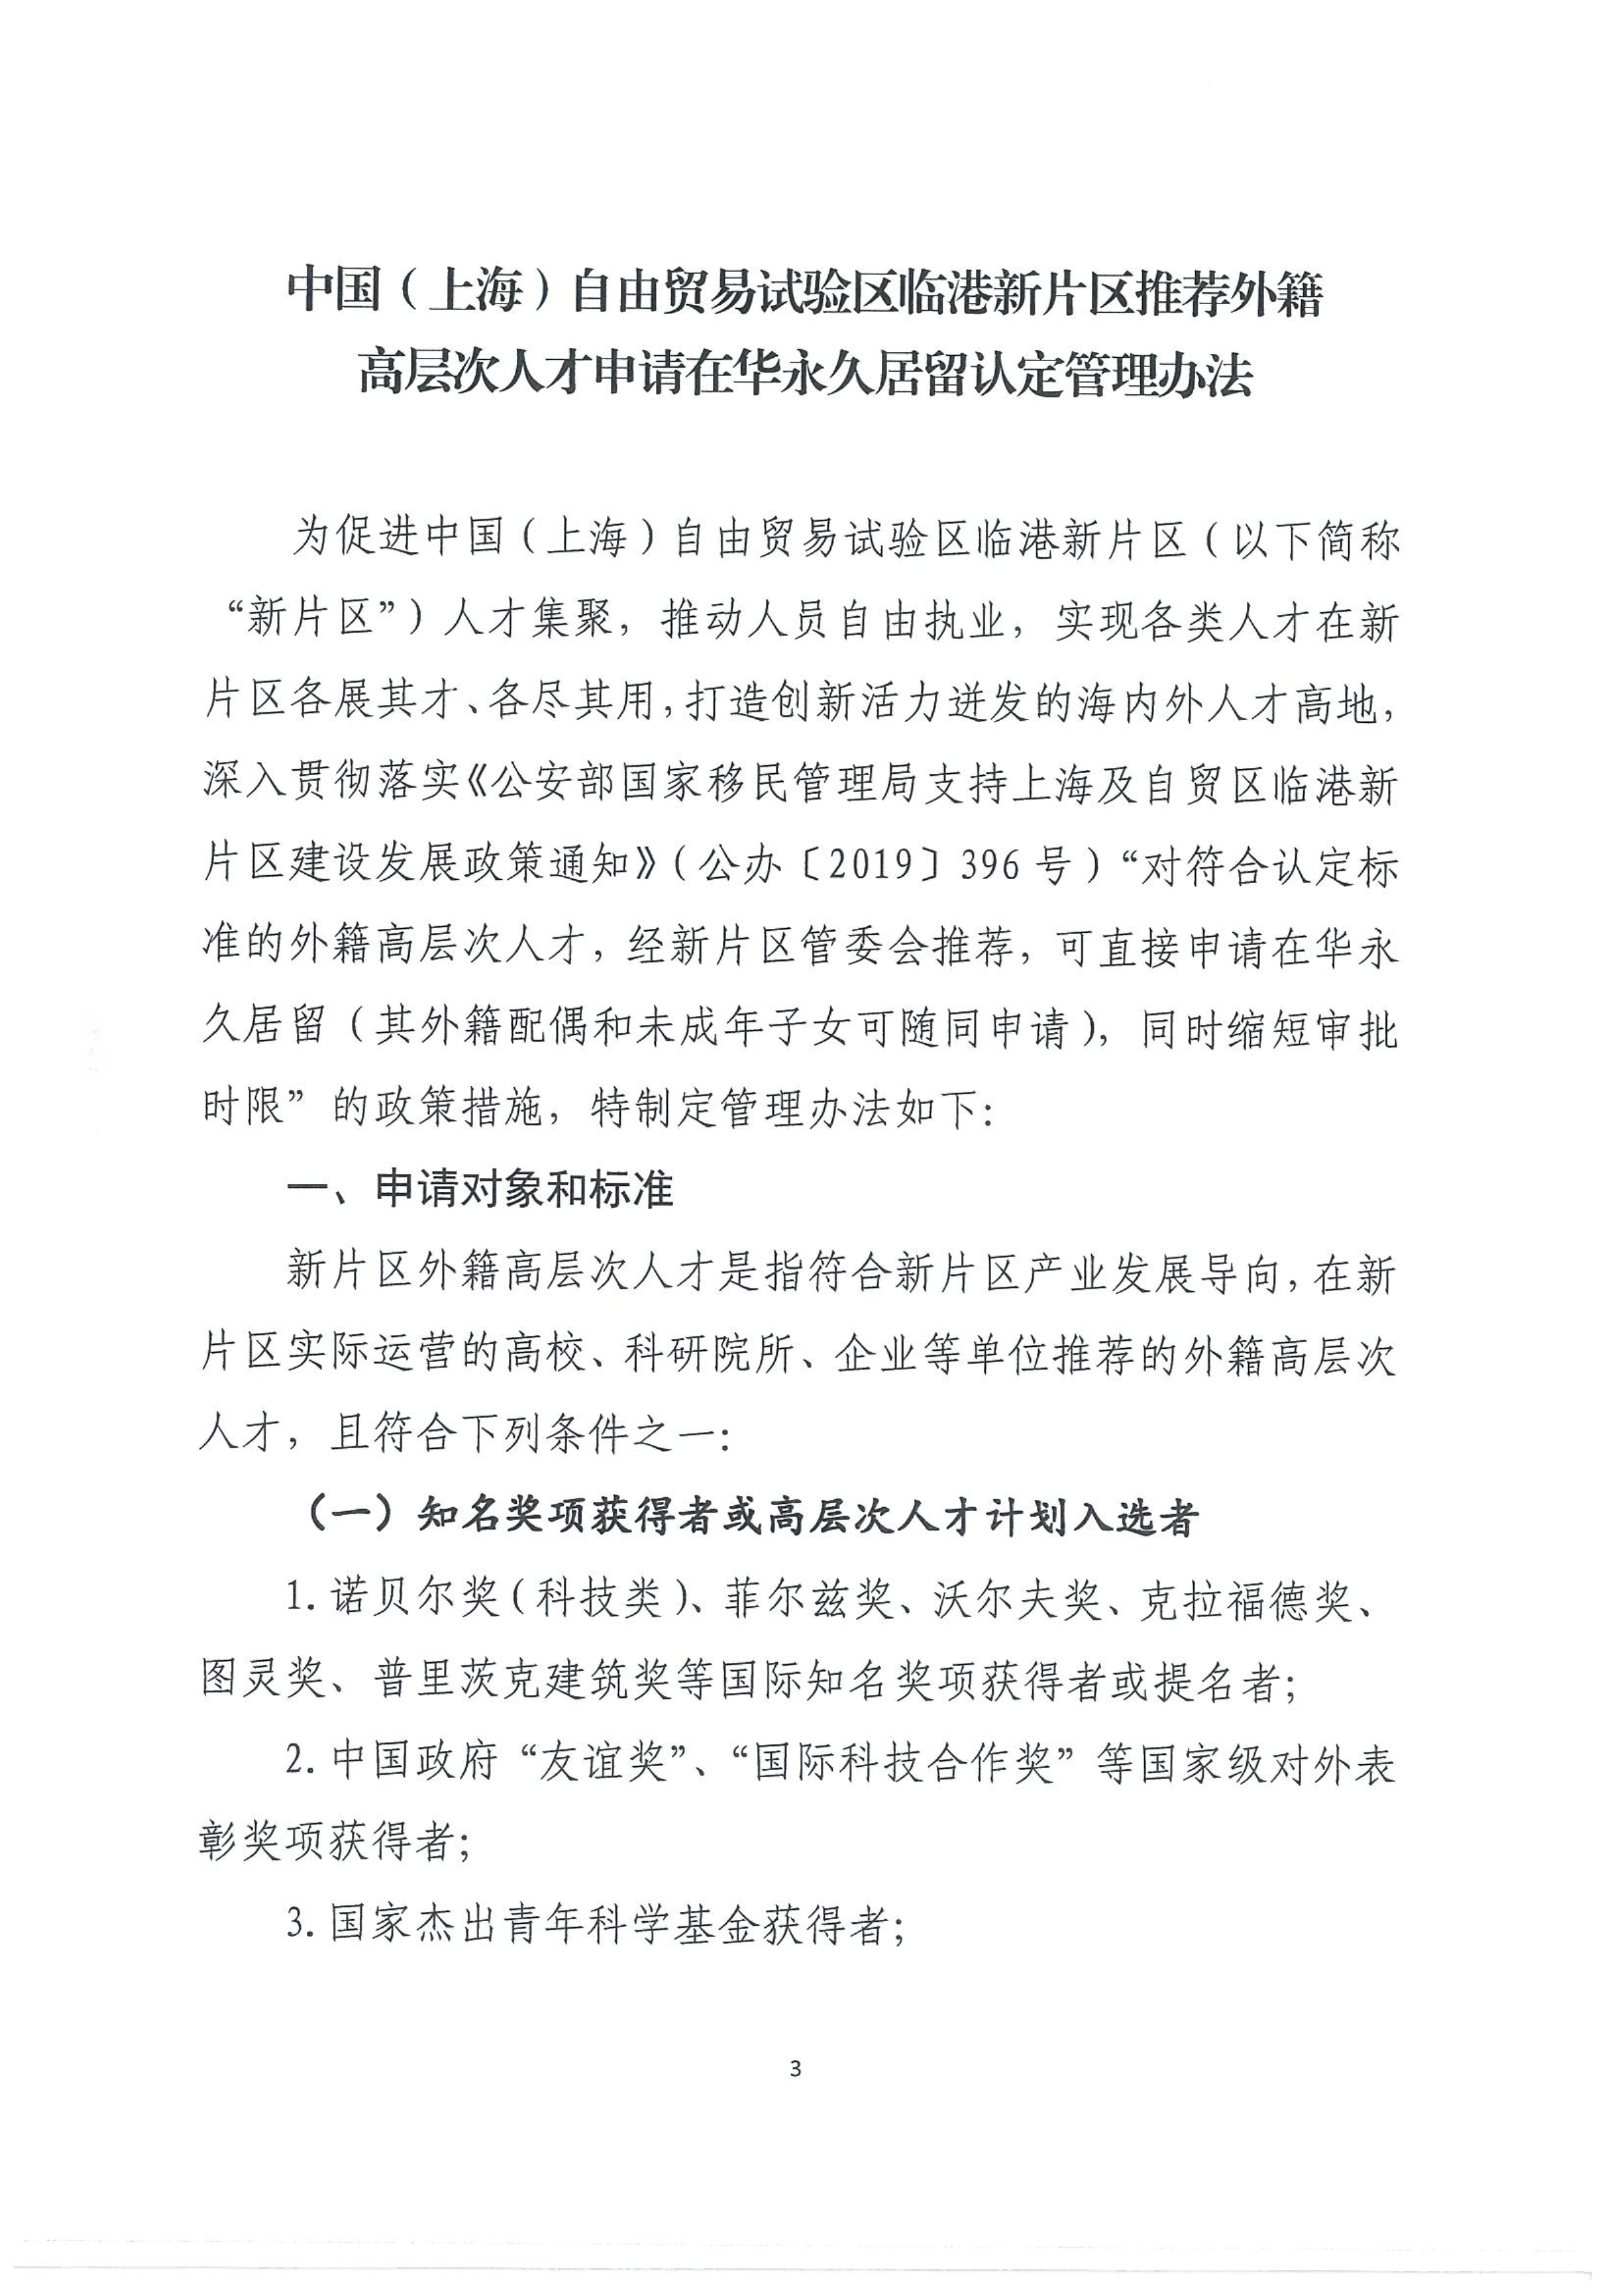 中国（上海）自由贸易试验区临港新片区推荐外籍
高层次人才申请在华永久居留认定管理办法
为促进中国（上海）自由贸易试验区临港新片区（以下简称
“新片区”）人才集聚，推动人员自由执业，实现各类人才在新
片区各展其才、各尽其用，打造创新活力迸发的海内外人才高地，
深入贯彻落实《公安部国家移民管理局支持上海及自贸区临港新
片区建设发展政策通知》（公办〔2019〕396 号）“对符合认定标
准的外籍高层次人才，经新片区管委会推荐，可直接申请在华永
久居留（其外籍配偶和未成年子女可随同申请），同时缩短审批
时限”的政策措施，特制定管理办法如下：
一、申请对象和标准
新片区外籍高层次人才是指符合新片区产业发展导向，在新
片区实际运营的高校、科研院所、企业等单位推荐的外籍高层次
人才，且符合下列条件之一：
（一）知名奖项获得者或高层次人才计划入选者
1. 诺贝尔奖（科技类）、菲尔兹奖、沃尔夫奖、克拉福德奖、
图灵奖、普里茨克建筑奖等国际知名奖项获得者或提名者；
2. 中国政府“友谊奖”、“国际科技合作奖”等国家级对外表
彰奖项获得者；
3. 国家杰出青年科学基金获得者；
3